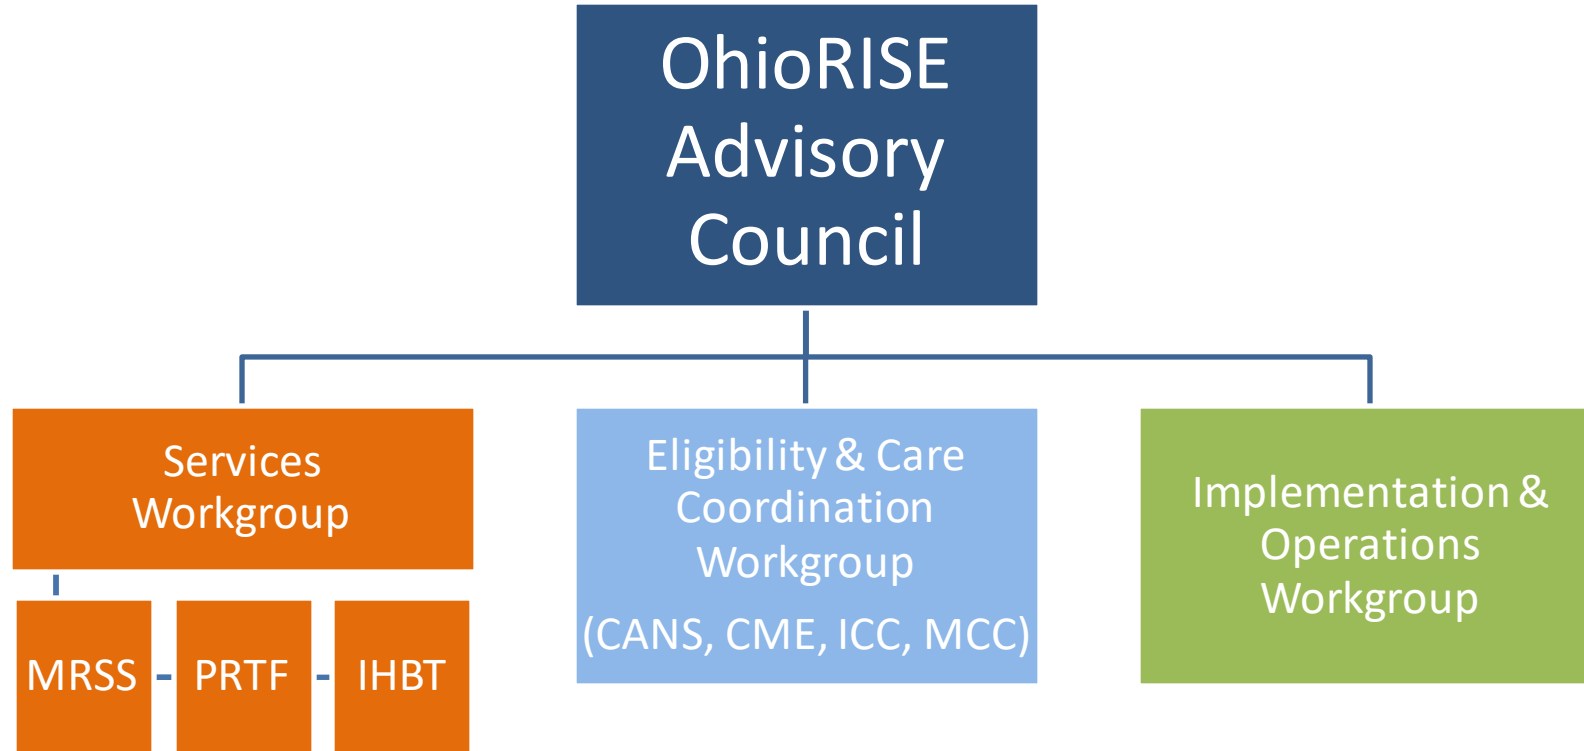 OhioRISE
Advisory
Council
Services
Workgroup
MRSS
PRTF
IHBT
Eligibility & Care
Coordination
Workgroup
(CANS, CME, ICC, MCC)
Implementation &
Operations
Workgroup